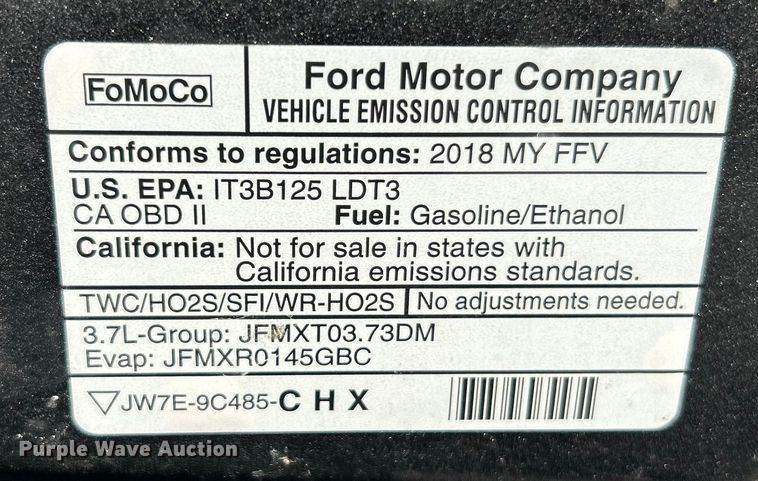 FoMoCo
Ford Motor Company
VEHICLE EMISSION CONTROL INFORMATION
Conforms to regulations: 2018 MY FFV
U.S. EPA: IT3B125 LDT3
CA OBD II Fuel: Gasoline/Ethanol
California: Not for sale in states with
California emissions standards.
TWC/HO2S/SFI/WR-HO2S No adjustments needed.
3.7L-Group: JFMXT03.73DM
Evap: JFMXR0145GBC
JW7E-9C485-C H X
Purple Wave Auction